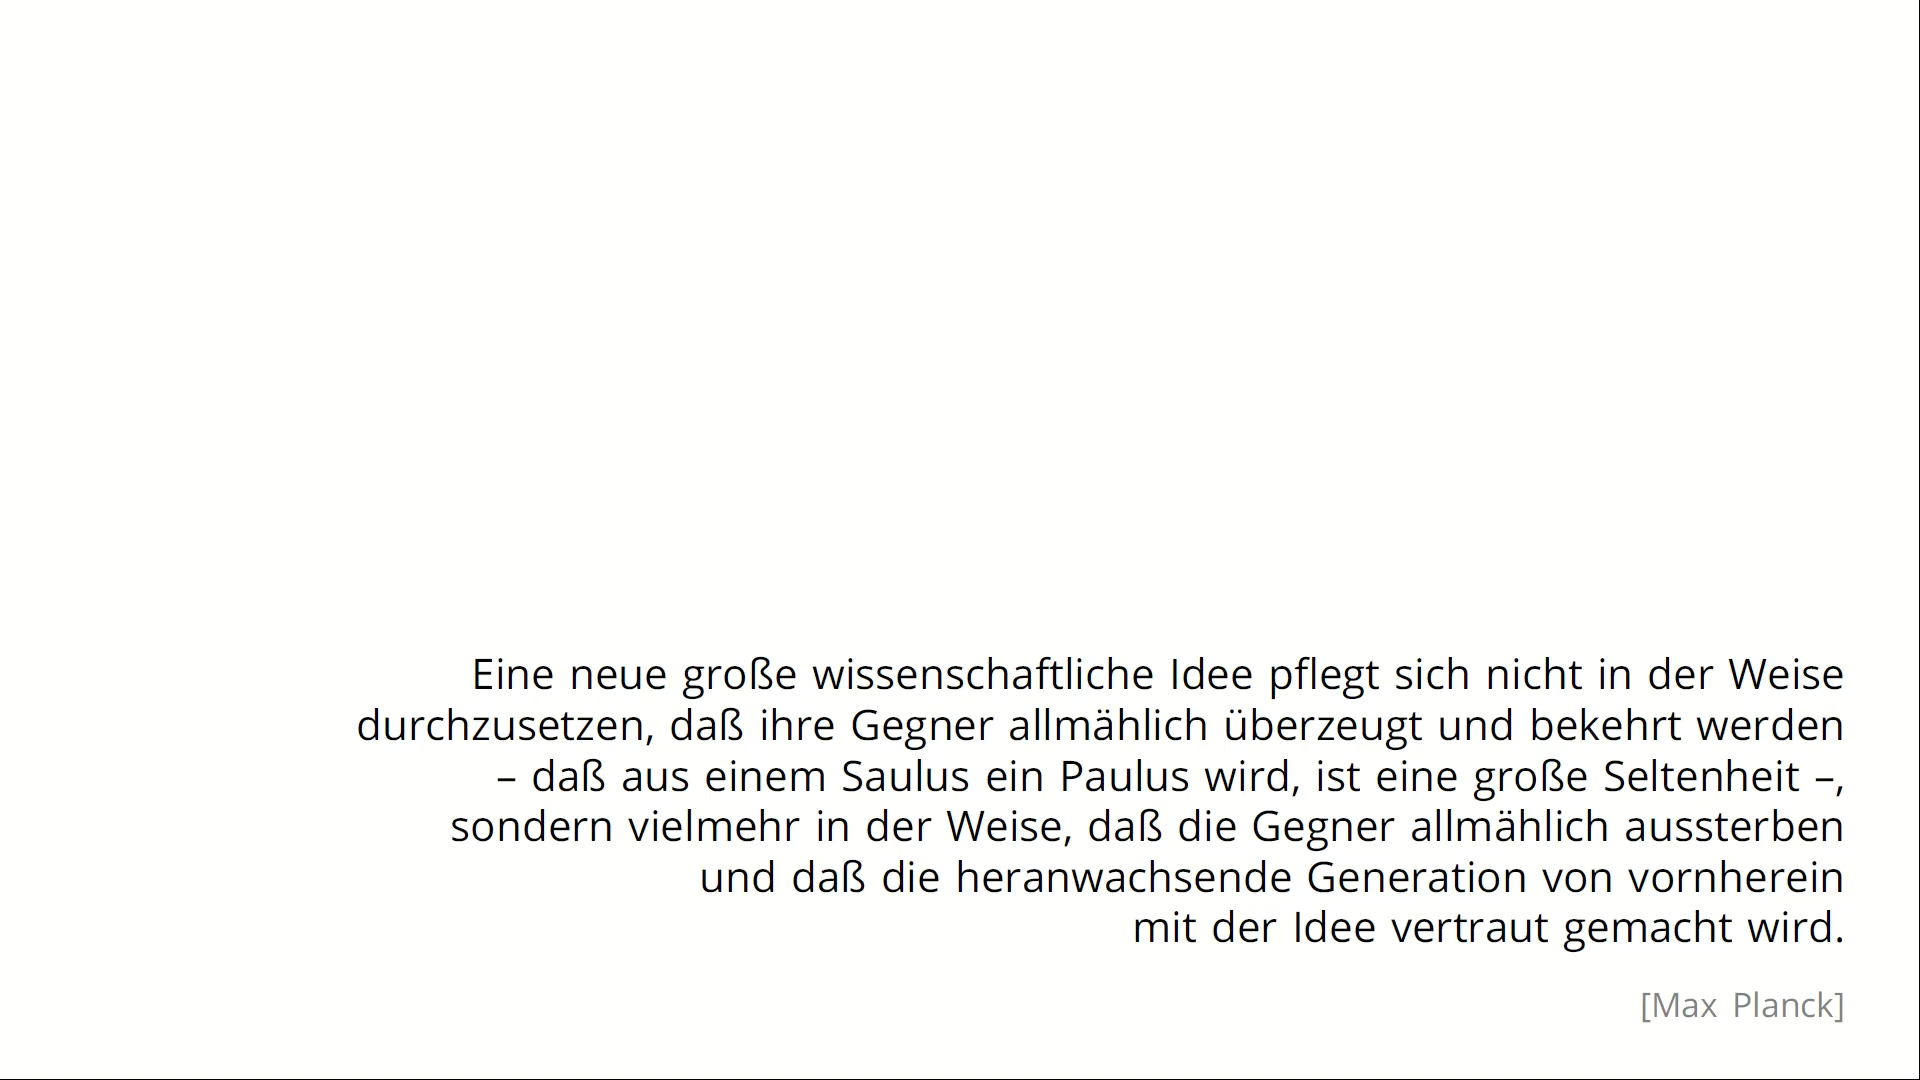 Eine neue große wissenschaftliche Idee pflegt sich nicht in der Weise
durchzusetzen, daß ihre Gegner allmählich überzeugt und bekehrt werden
– daß aus einem Saulus ein Paulus wird, ist eine große Seltenheit –,
sondern vielmehr in der Weise, daß die Gegner allmählich aussterben
und daß die heranwachsende Generation von vornherein
mit der Idee vertraut gemacht wird.
[Max Planck]